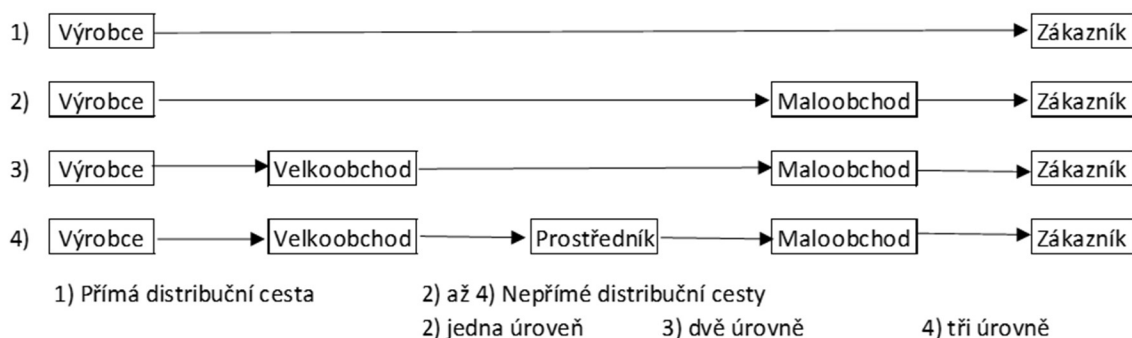 1) Výrobce Zákazník
2) Výrobce Maloobchod Zákazník
3) Výrobce Velkoobchod Maloobchod Zákazník
4) Výrobce Velkoobchod Prostředník Maloobchod Zákazník
1) Přímá distribuční cesta 2) až 4) Nepřímé distribuční cesty
2) jedna úroveň 3) dvě úrovně 4) tři úrovně